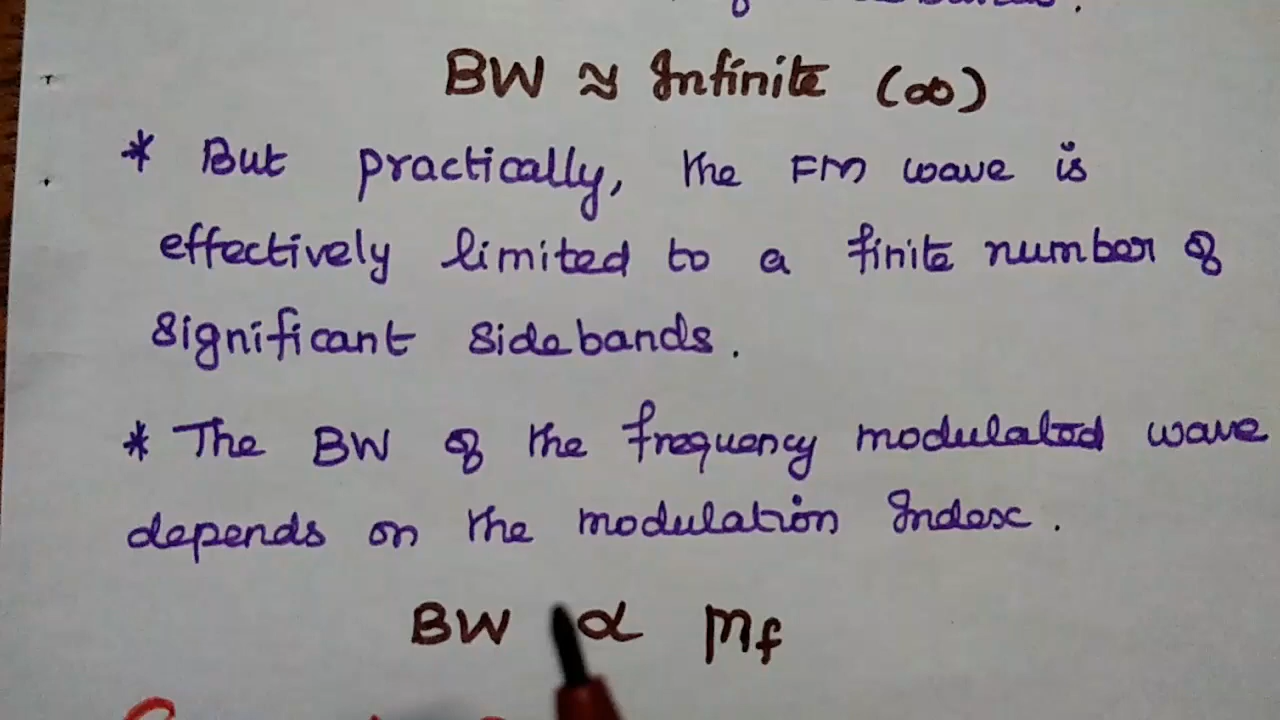 BW ≈ Infinite (∞)
* But practically, the FM wave is
effectively limited to a finite number of
significant sidebands.
* The BW of the frequency modulated wave
depends on the modulation Index.
BW ∝ mf